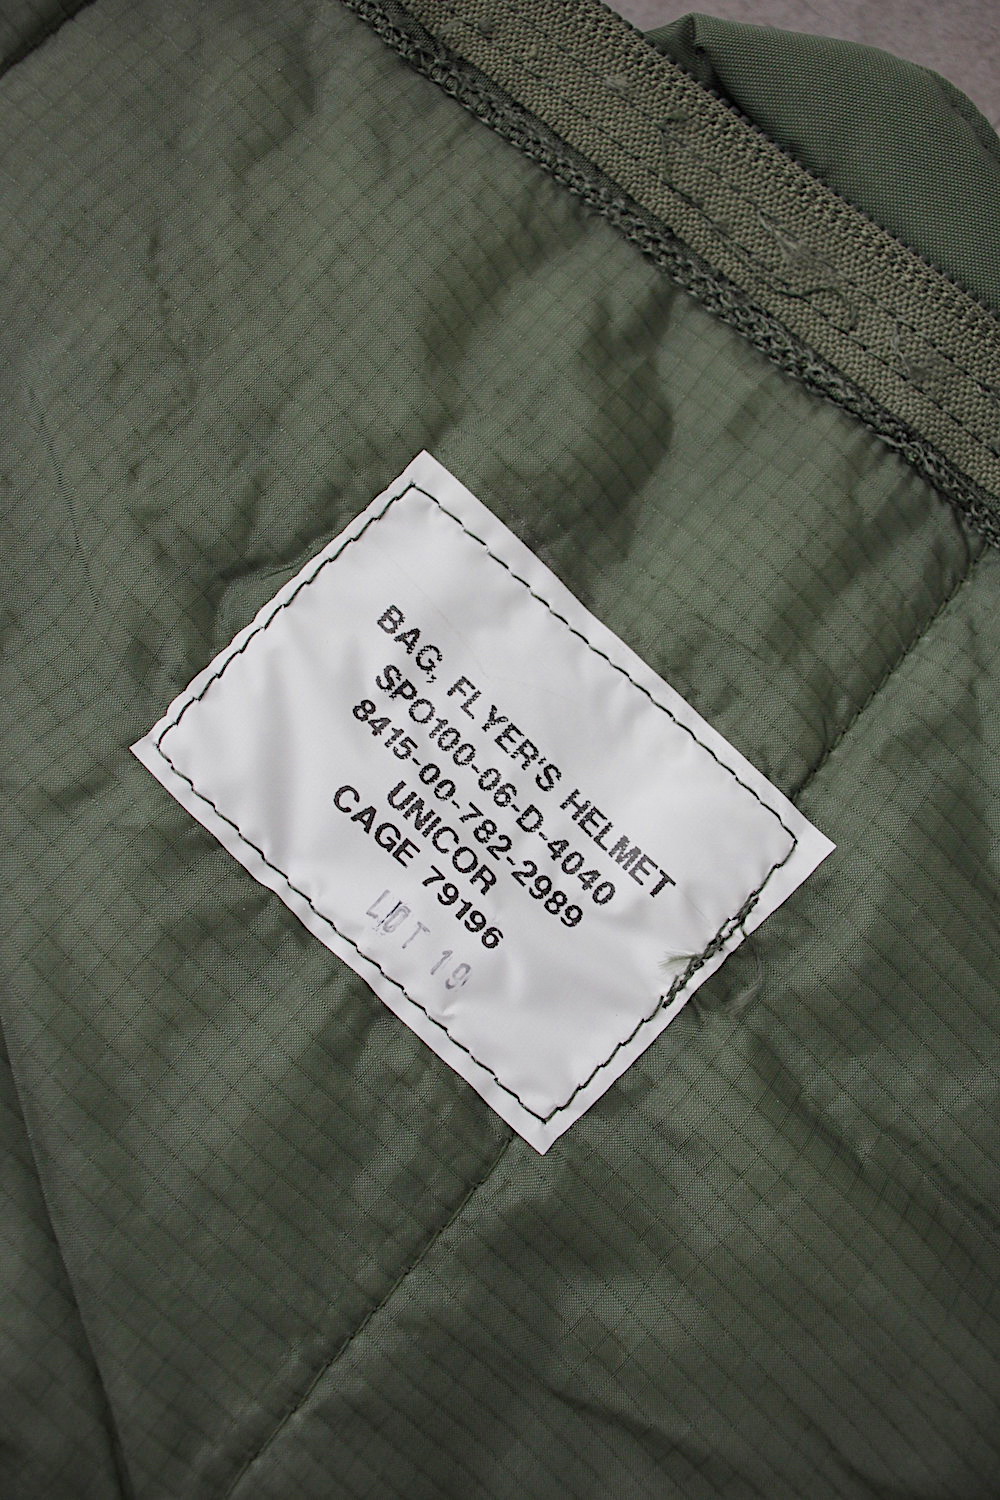 BAG, FLYER'S HELMET
SPO100-06-D-4040
8415-00-782-2989
UNICOR
CAGE 79196
LOT 19